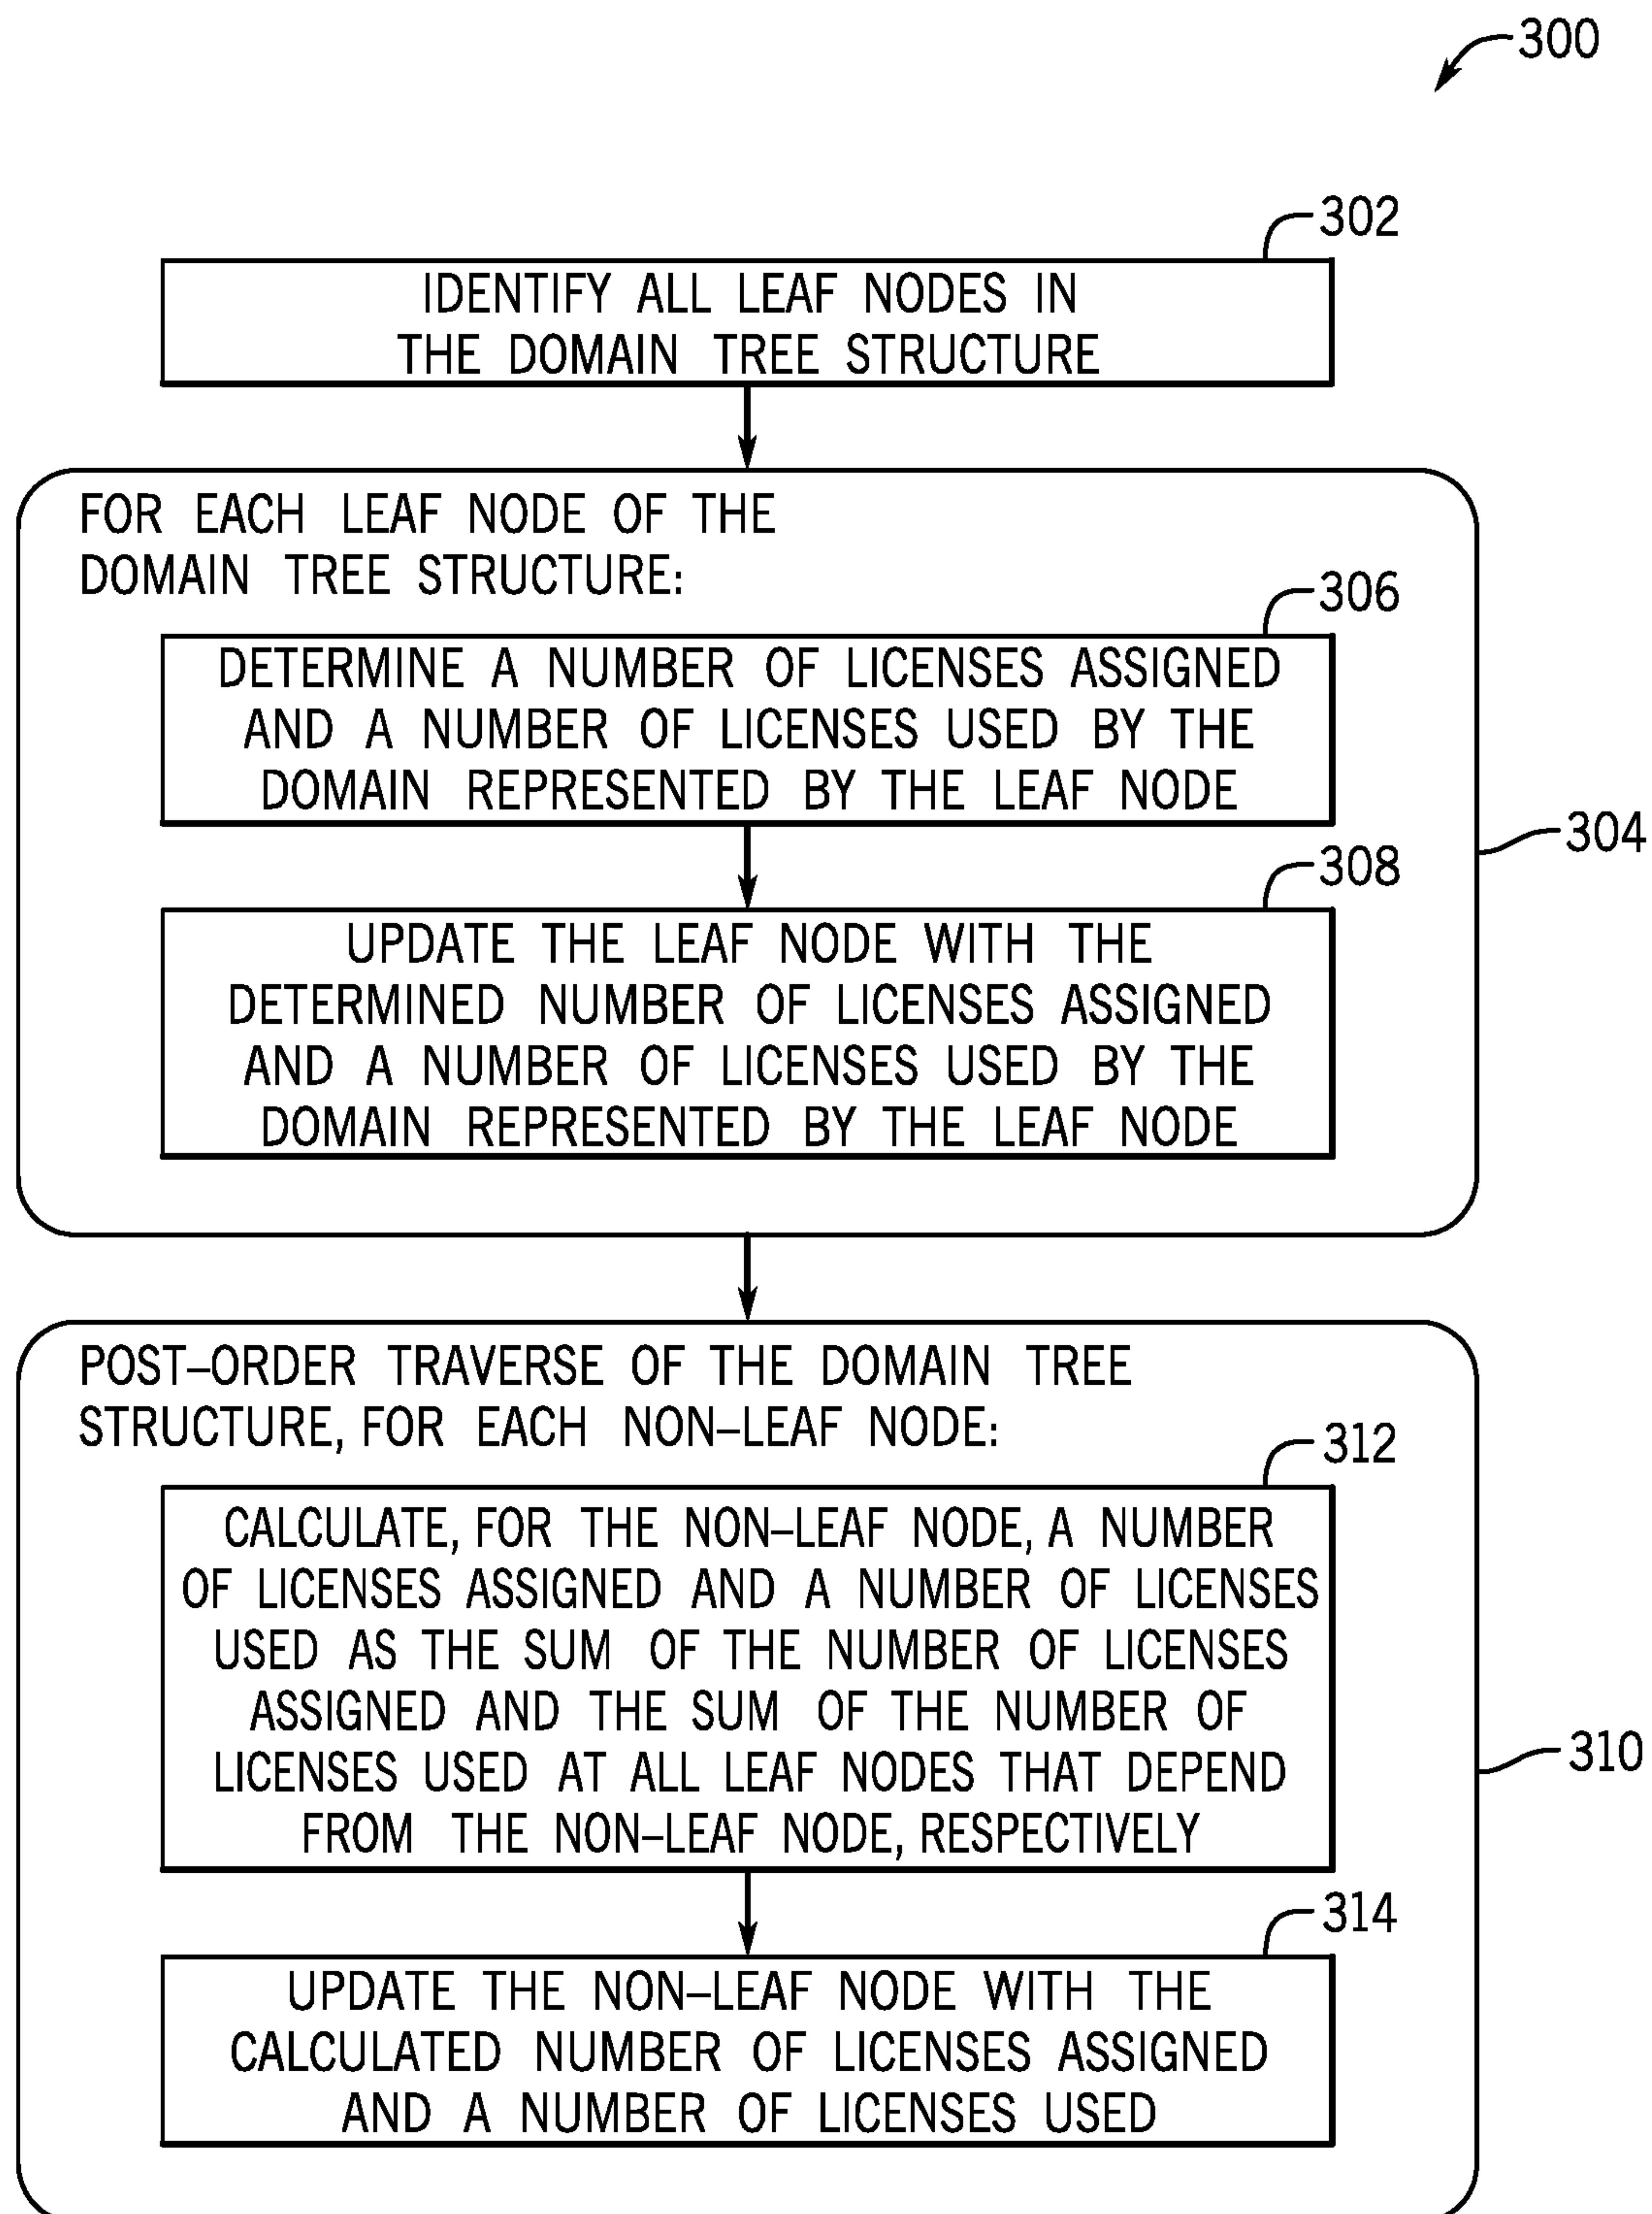 300
302
IDENTIFY ALL LEAF NODES IN
THE DOMAIN TREE STRUCTURE
FOR EACH LEAF NODE OF THE
DOMAIN TREE STRUCTURE:
306
DETERMINE A NUMBER OF LICENSES ASSIGNED
AND A NUMBER OF LICENSES USED BY THE
DOMAIN REPRESENTED BY THE LEAF NODE
304
308
UPDATE THE LEAF NODE WITH THE
DETERMINED NUMBER OF LICENSES ASSIGNED
AND A NUMBER OF LICENSES USED BY THE
DOMAIN REPRESENTED BY THE LEAF NODE
POST–ORDER TRAVERSE OF THE DOMAIN TREE
STRUCTURE, FOR EACH NON–LEAF NODE:
312
CALCULATE, FOR THE NON–LEAF NODE, A NUMBER
OF LICENSES ASSIGNED AND A NUMBER OF LICENSES
USED AS THE SUM OF THE NUMBER OF LICENSES
ASSIGNED AND THE SUM OF THE NUMBER OF
LICENSES USED AT ALL LEAF NODES THAT DEPEND
FROM THE NON–LEAF NODE, RESPECTIVELY
310
314
UPDATE THE NON–LEAF NODE WITH THE
CALCULATED NUMBER OF LICENSES ASSIGNED
AND A NUMBER OF LICENSES USED